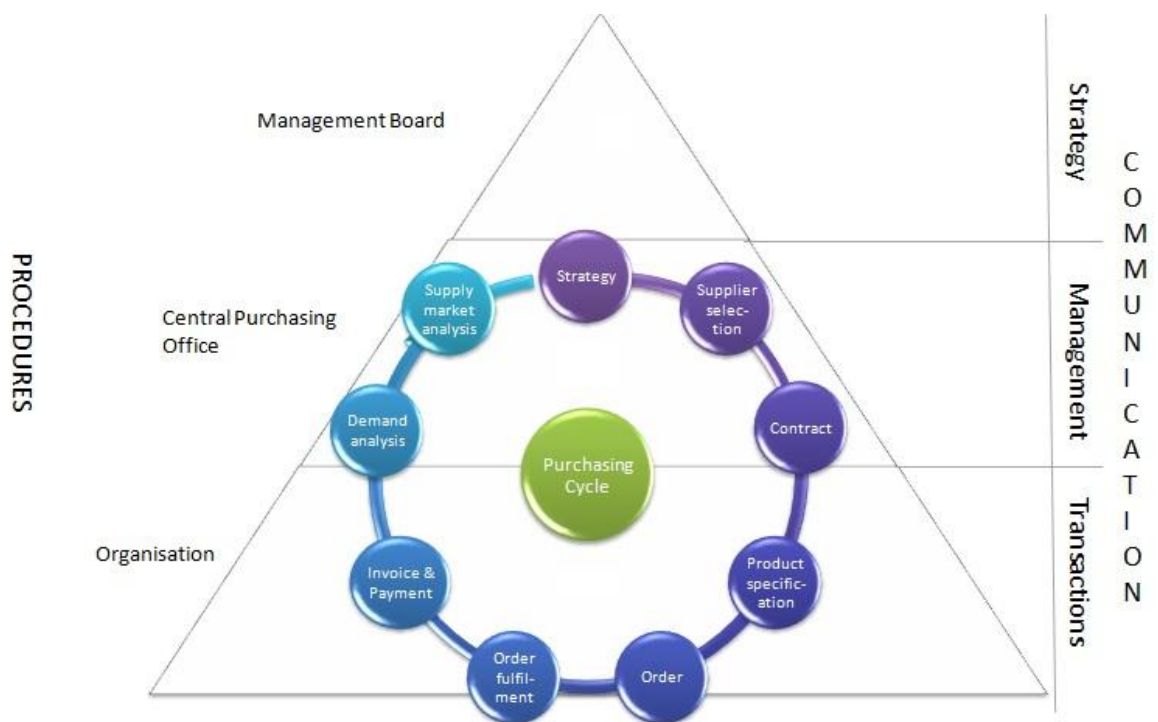 Management Board
Strategy
COMMUNICATION
PROCEDURES
Central Purchasing
Office
Management
Strategy
Supplier
selec-
tion
Contract
Product
specific-
ation
Order
Order
fulfil-
ment
Invoice &
Payment
Demand
analysis
Supply
market
analysis
Purchasing
Cycle
Organisation
Transactions